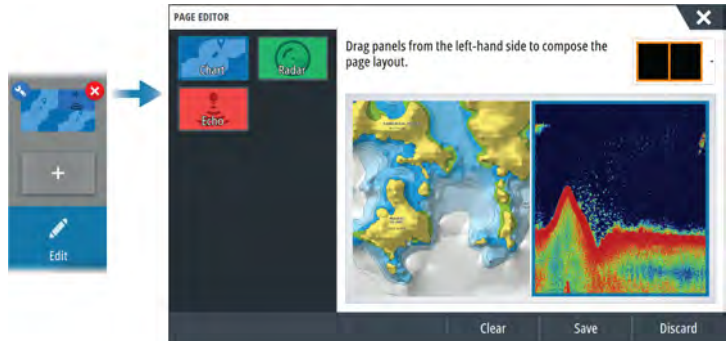 PAGE EDITOR
Chart
Radar
Echo
Drag panels from the left-hand side to compose the
page layout.
+
Edit
Clear
Save
Discard